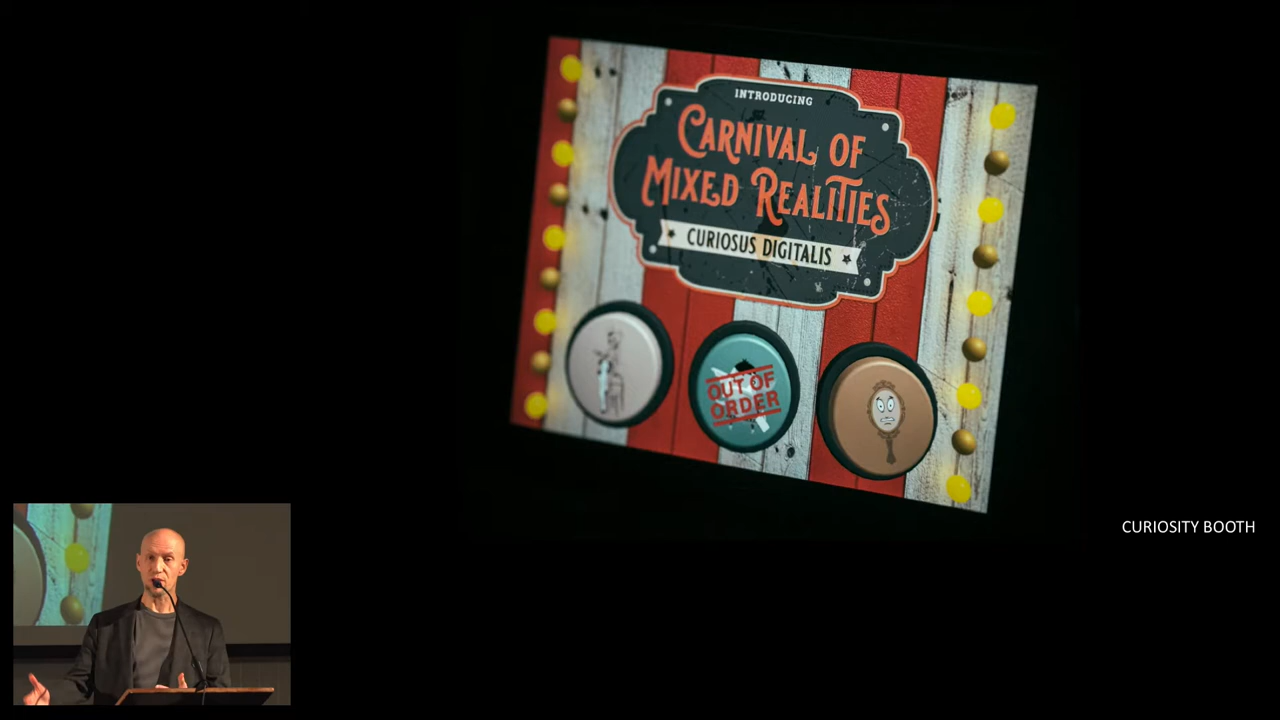 INTRODUCING
CARNIVAL OF
MIXED REALITIES
CURIOSUS DIGITALIS
OUT OF
ORDER
CURIOSITY BOOTH